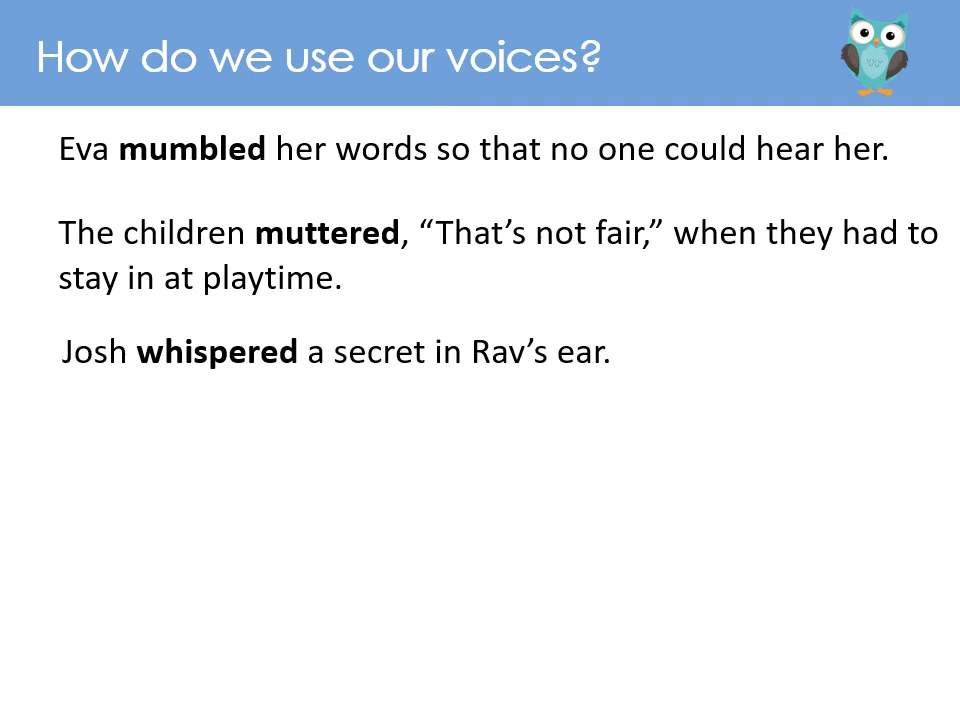 How do we use our voices?
Eva mumbled her words so that no one could hear her.
The children muttered, “That’s not fair,” when they had to
stay in at playtime.
Josh whispered a secret in Rav’s ear.